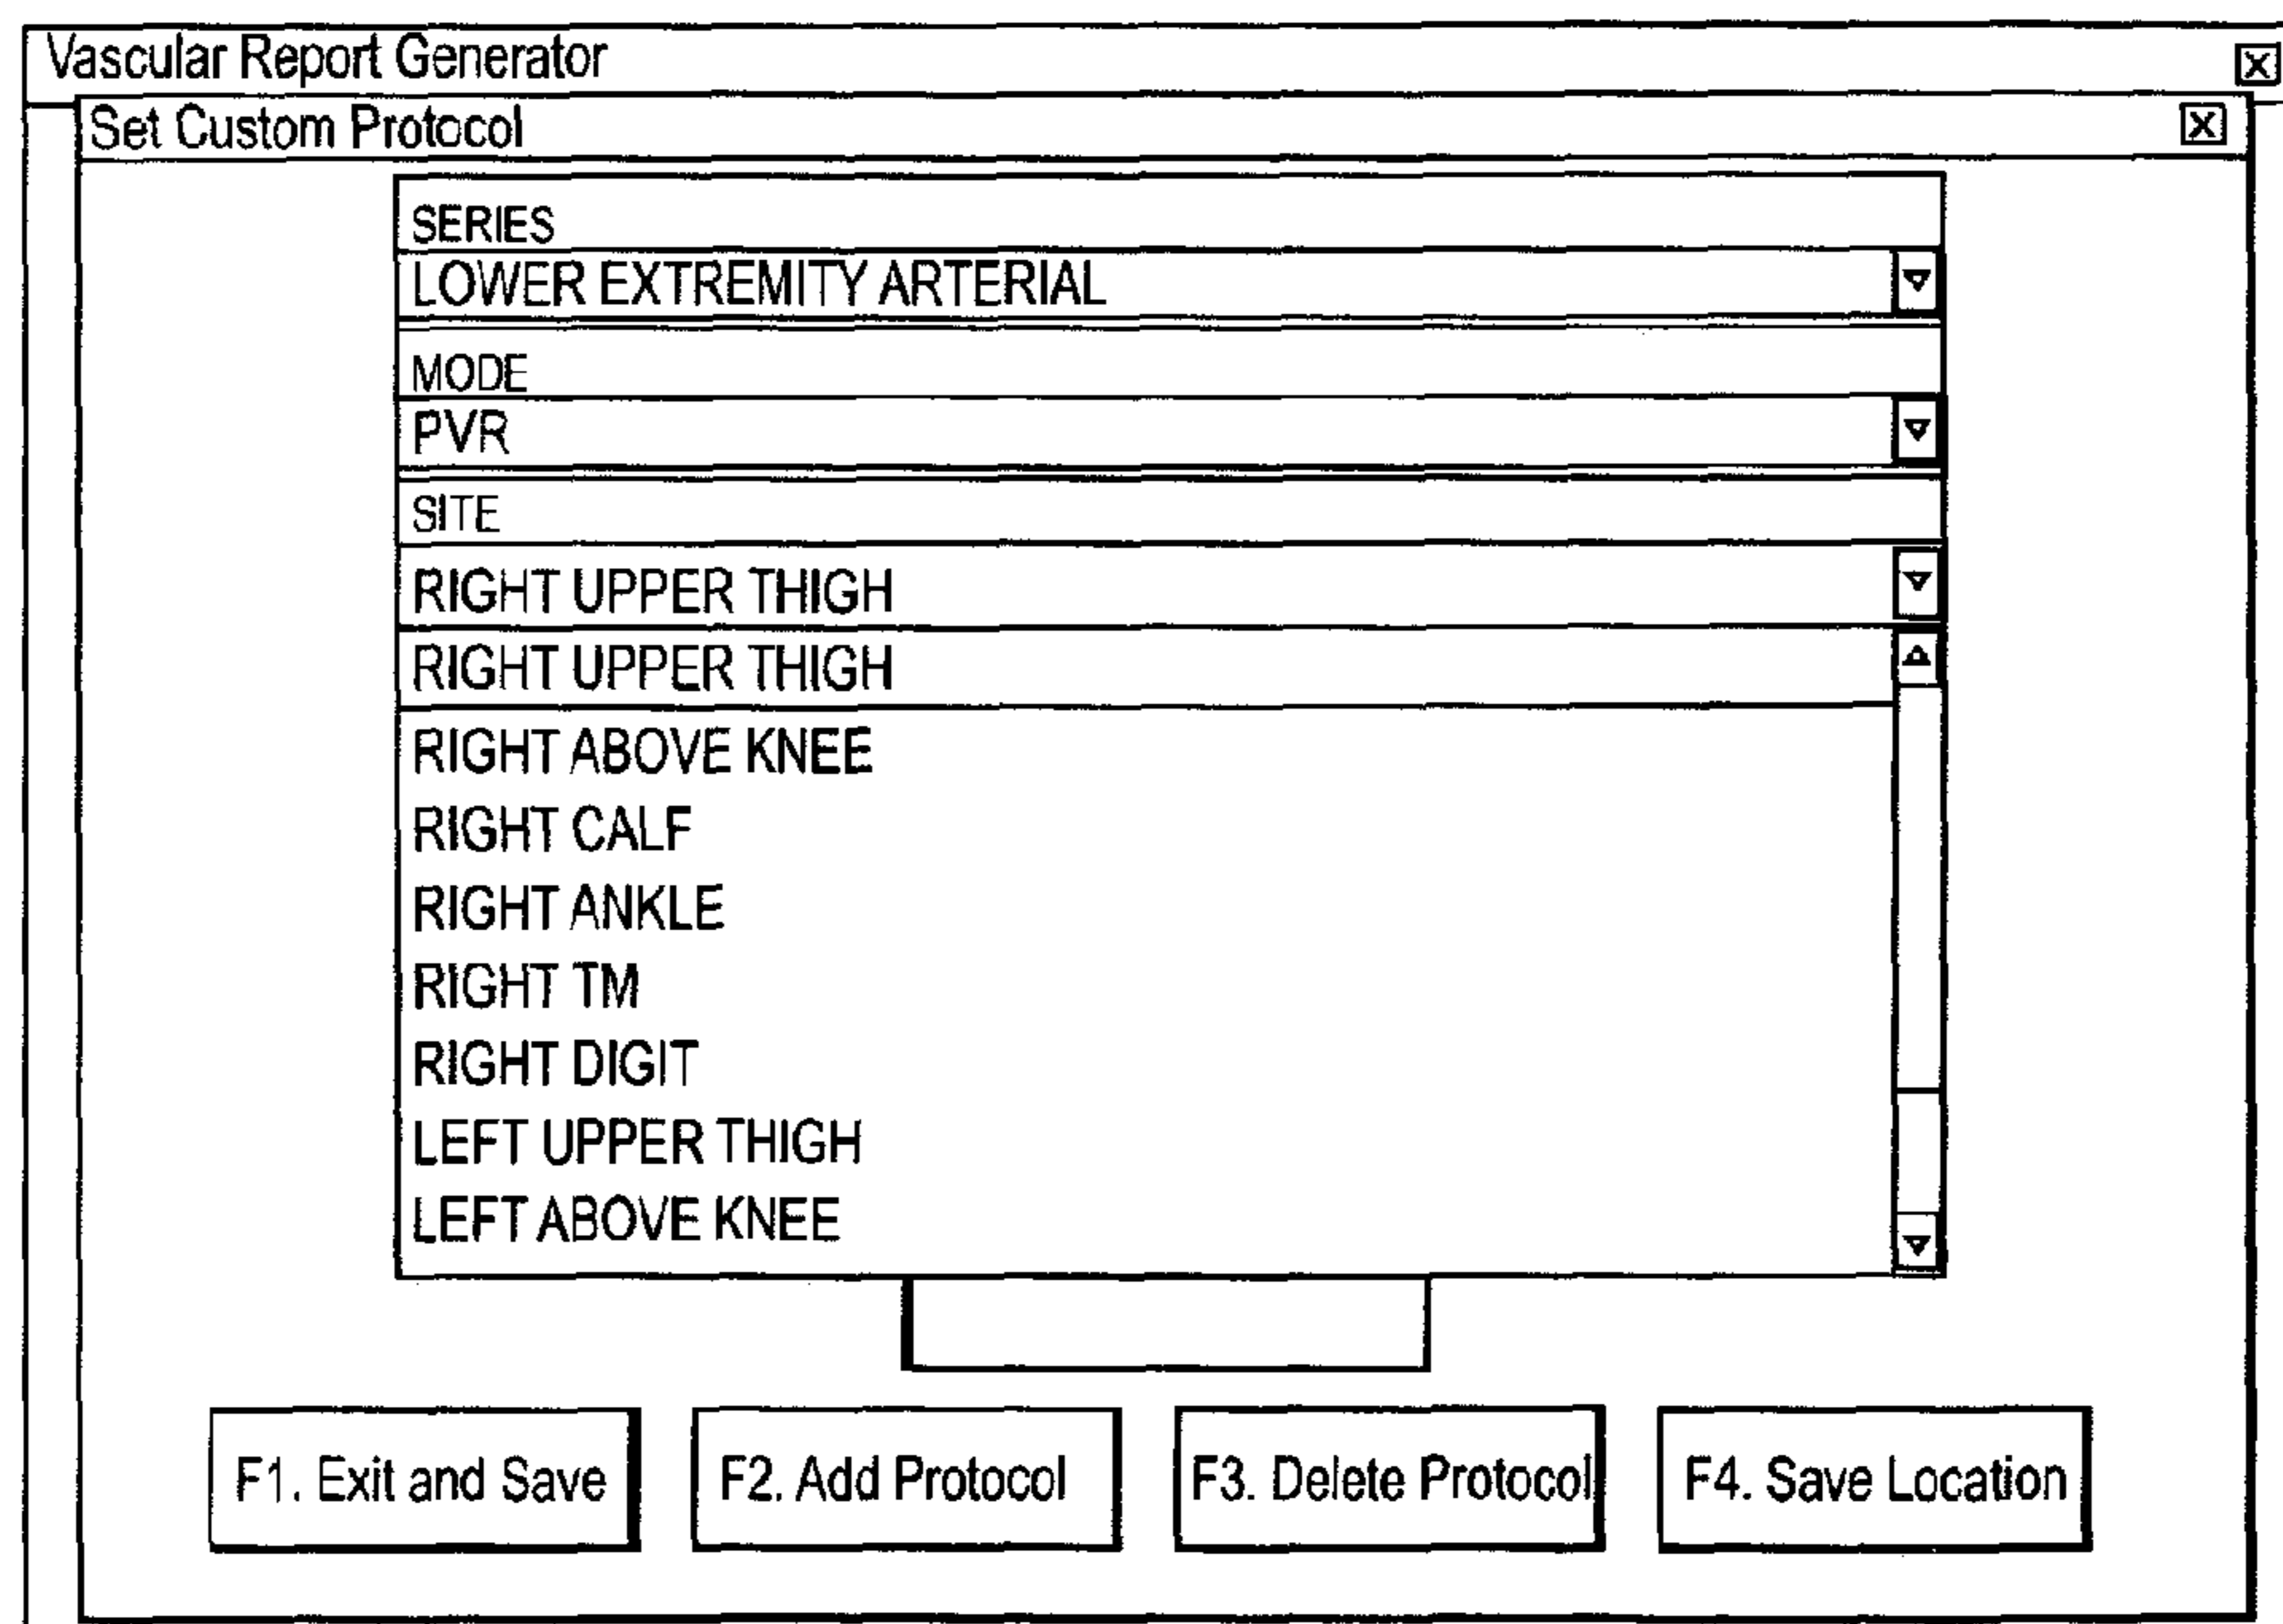 Vascular Report Generator
Set Custom Protocol
SERIES
LOWER EXTREMITY ARTERIAL
MODE
PVR
SITE
RIGHT UPPER THIGH
RIGHT UPPER THIGH
RIGHT ABOVE KNEE
RIGHT CALF
RIGHT ANKLE
RIGHT TM
RIGHT DIGIT
LEFT UPPER THIGH
LEFT ABOVE KNEE
F1. Exit and Save
F2. Add Protocol
F3. Delete Protocol
F4. Save Location